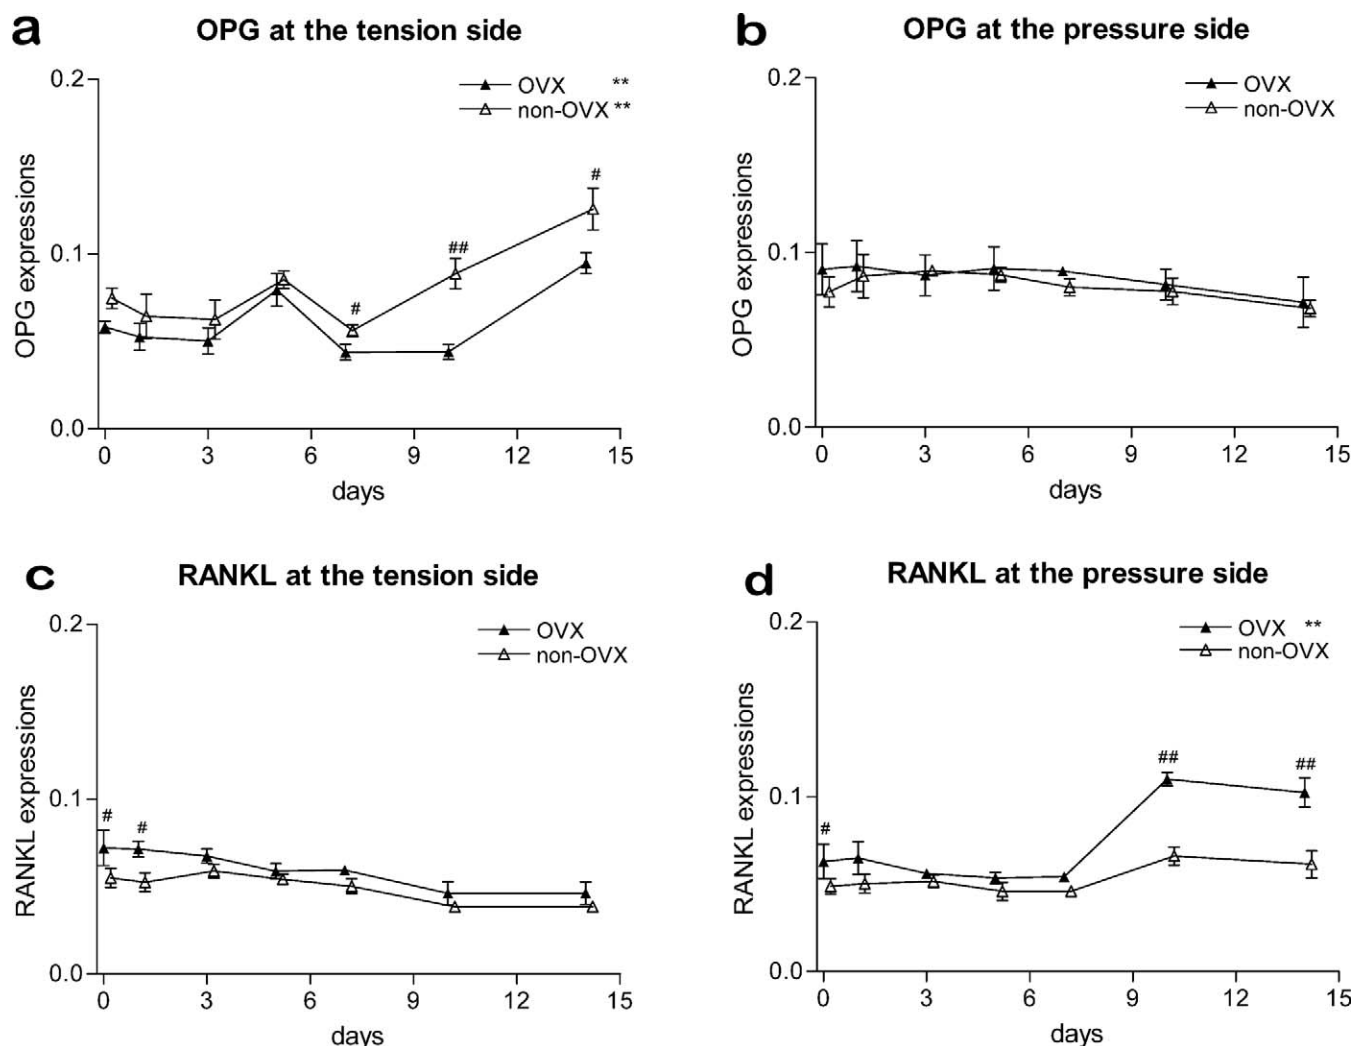 a OPG at the tension side
0.2
OVX **
non-OVX **
#
##
#
0.1
0.0
OPG expressions
0 3 6 9 12 15
days
b OPG at the pressure side
0.2
OVX
non-OVX
0.1
0.0
OPG expressions
0 3 6 9 12 15
days
c RANKL at the tension side
0.2
OVX
non-OVX
0.1
# #
0.0
RANKL expressions
0 3 6 9 12 15
days
d RANKL at the pressure side
0.2
OVX **
non-OVX
## ##
0.1
#
0.0
RANKL expressions
0 3 6 9 12 15
days